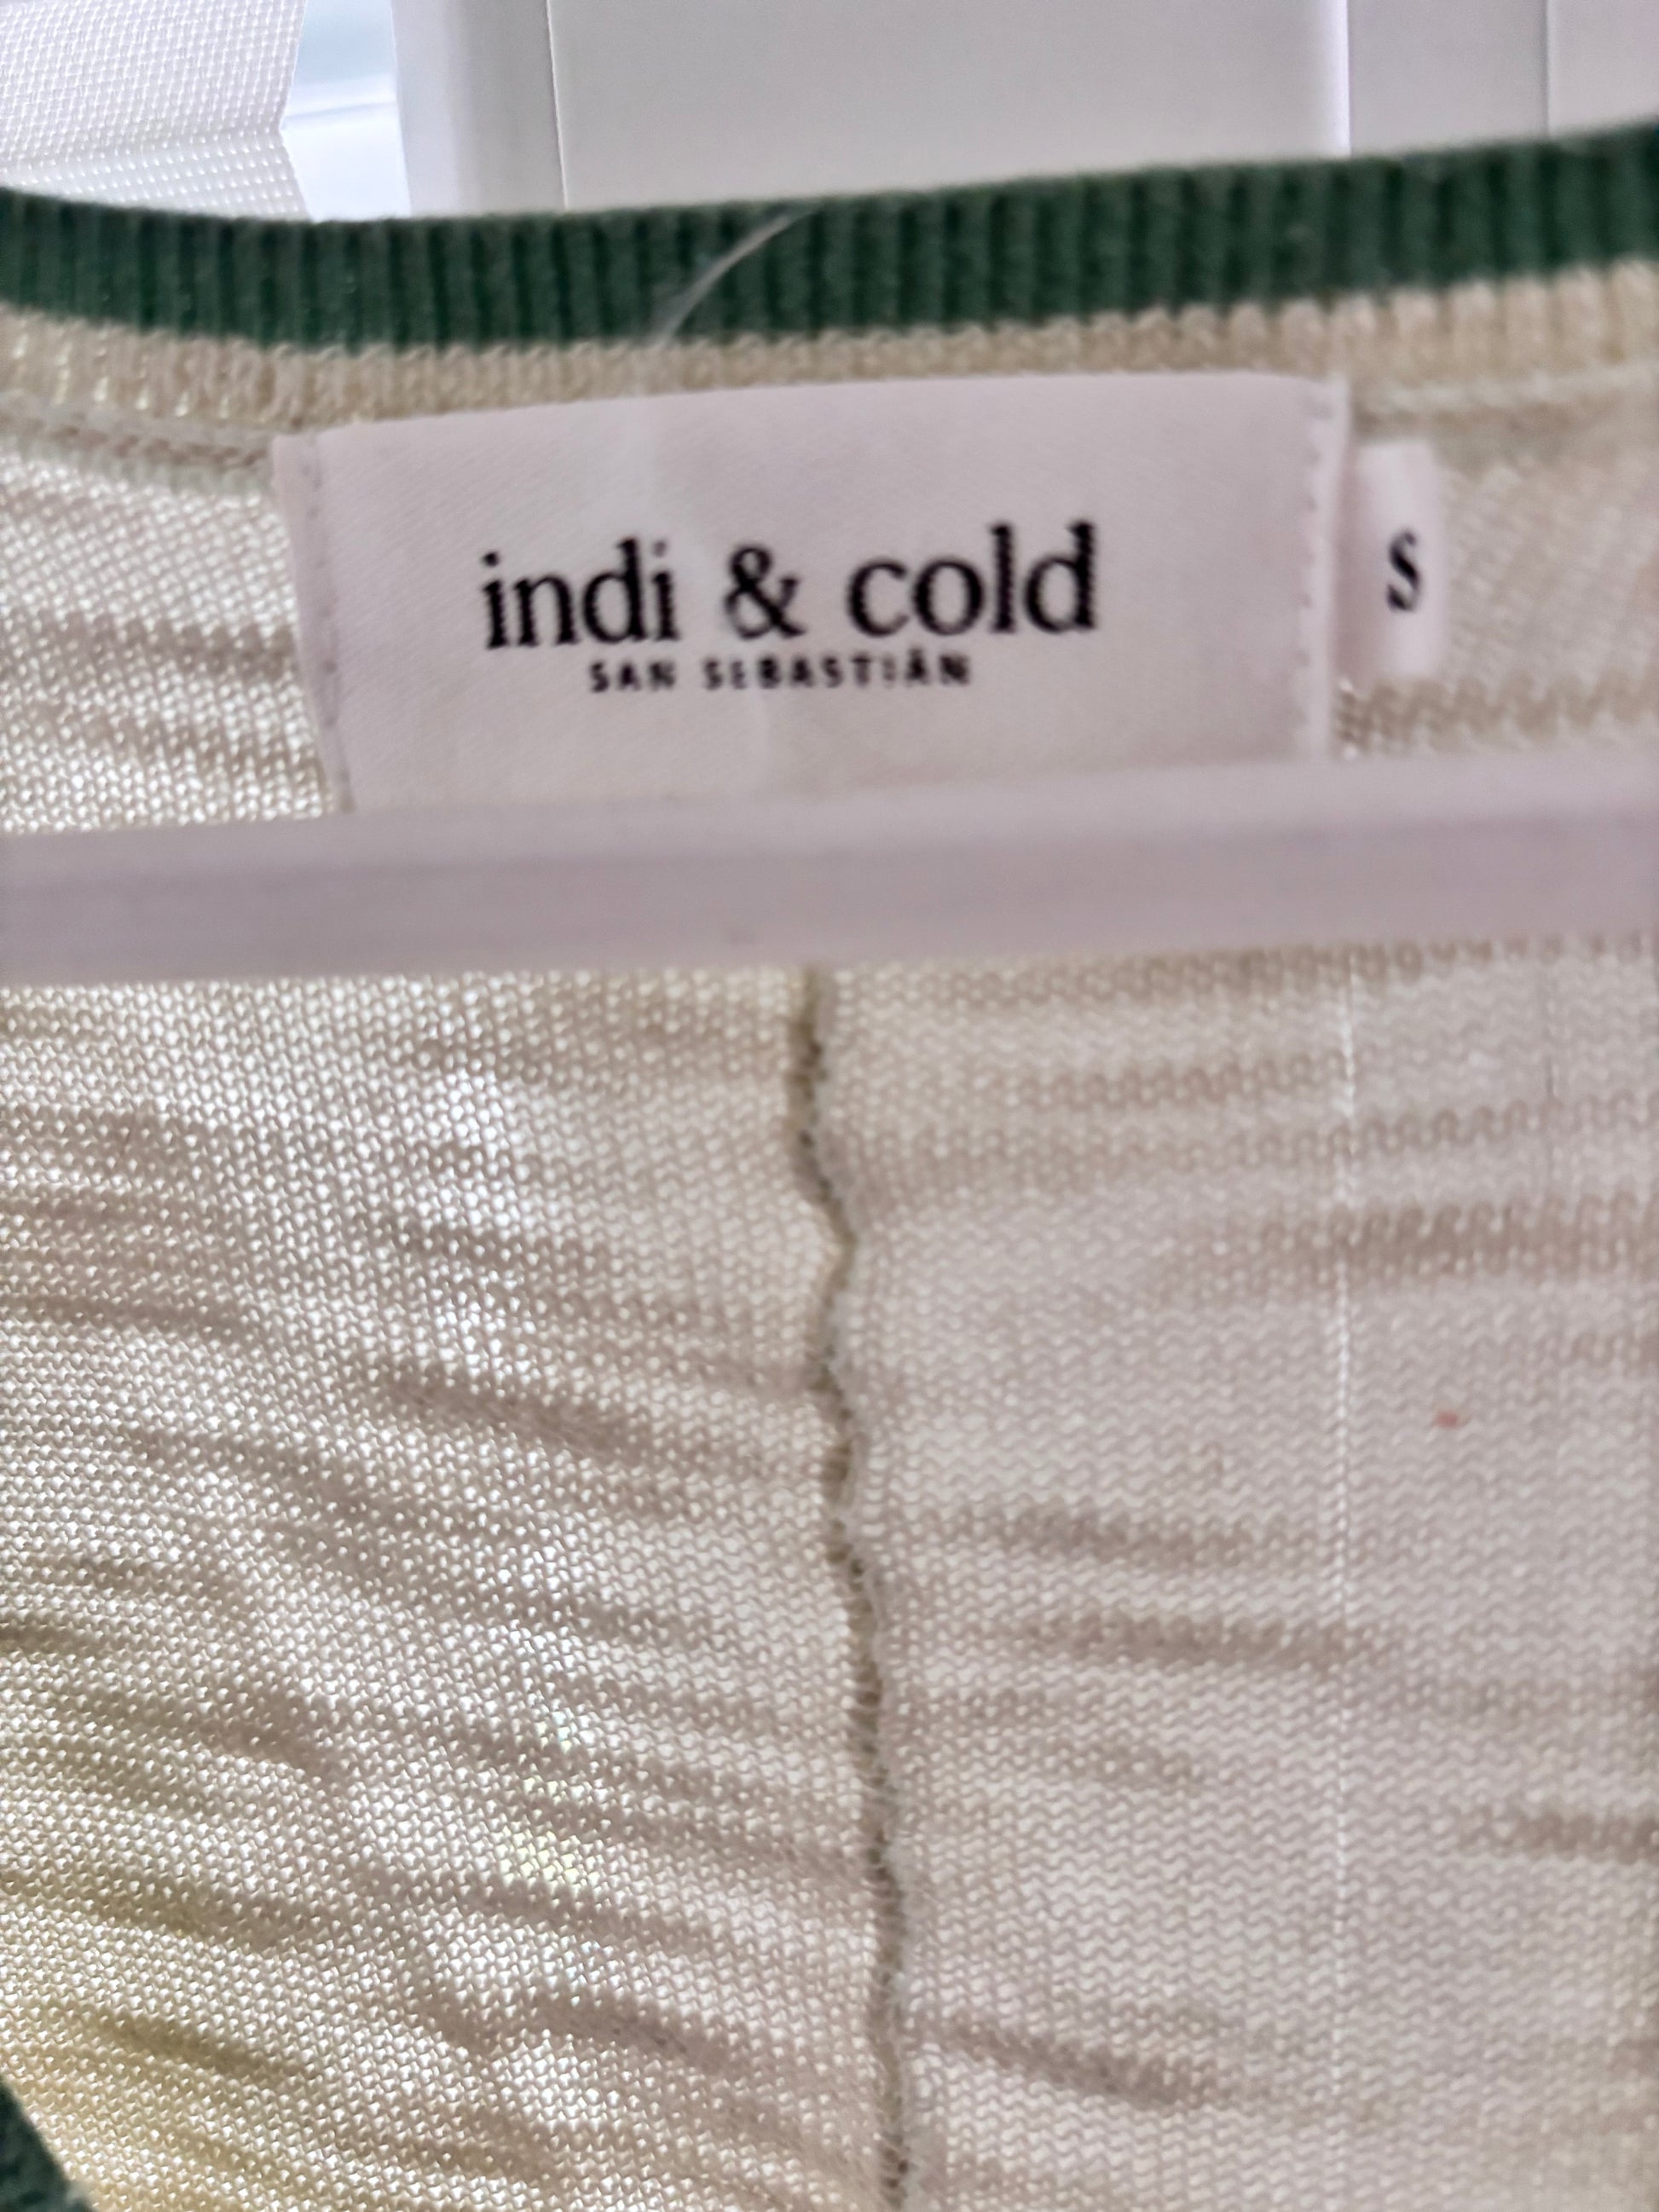 indi & cold
SAN SEBASTIÁN
S